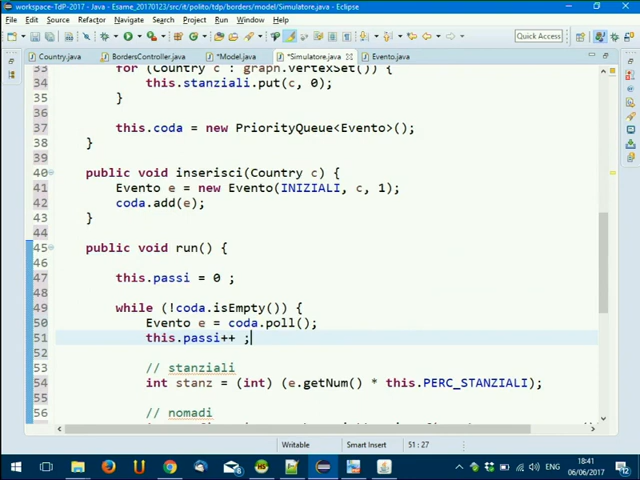 workspace-TdP-2017 - Java - Esame_20170622/src/it/polito/tdp/borders/model/Simulatore.java - Eclipse
File Edit Source Refactor Navigate Search Project Run Window Help
Quick Access
Country.java BordersController.java *Model.java *Simulatore.java Evento.java
33 for (Country c : graph.vertexSet()) {
34 this.stanziali.put(c, 0);
35 }
36
37 this.coda = new PriorityQueue<Evento>();
38 }
39
40 public void inserisci(Country c) {
41 Evento e = new Evento(INIZIALI, c, 1);
42 coda.add(e);
43 }
44
45 public void run() {
46
47 this.passi = 0 ;
48
49 while (!coda.isEmpty()) {
50 Evento e = coda.poll();
51 this.passi++ ;
52
53 // stanziali
54 int stanz = (int) (e.getNum() * this.PERC_STANZIALI);
55
56 // nomadi
Writable Smart Insert 51 : 27
18:41
06/06/2017